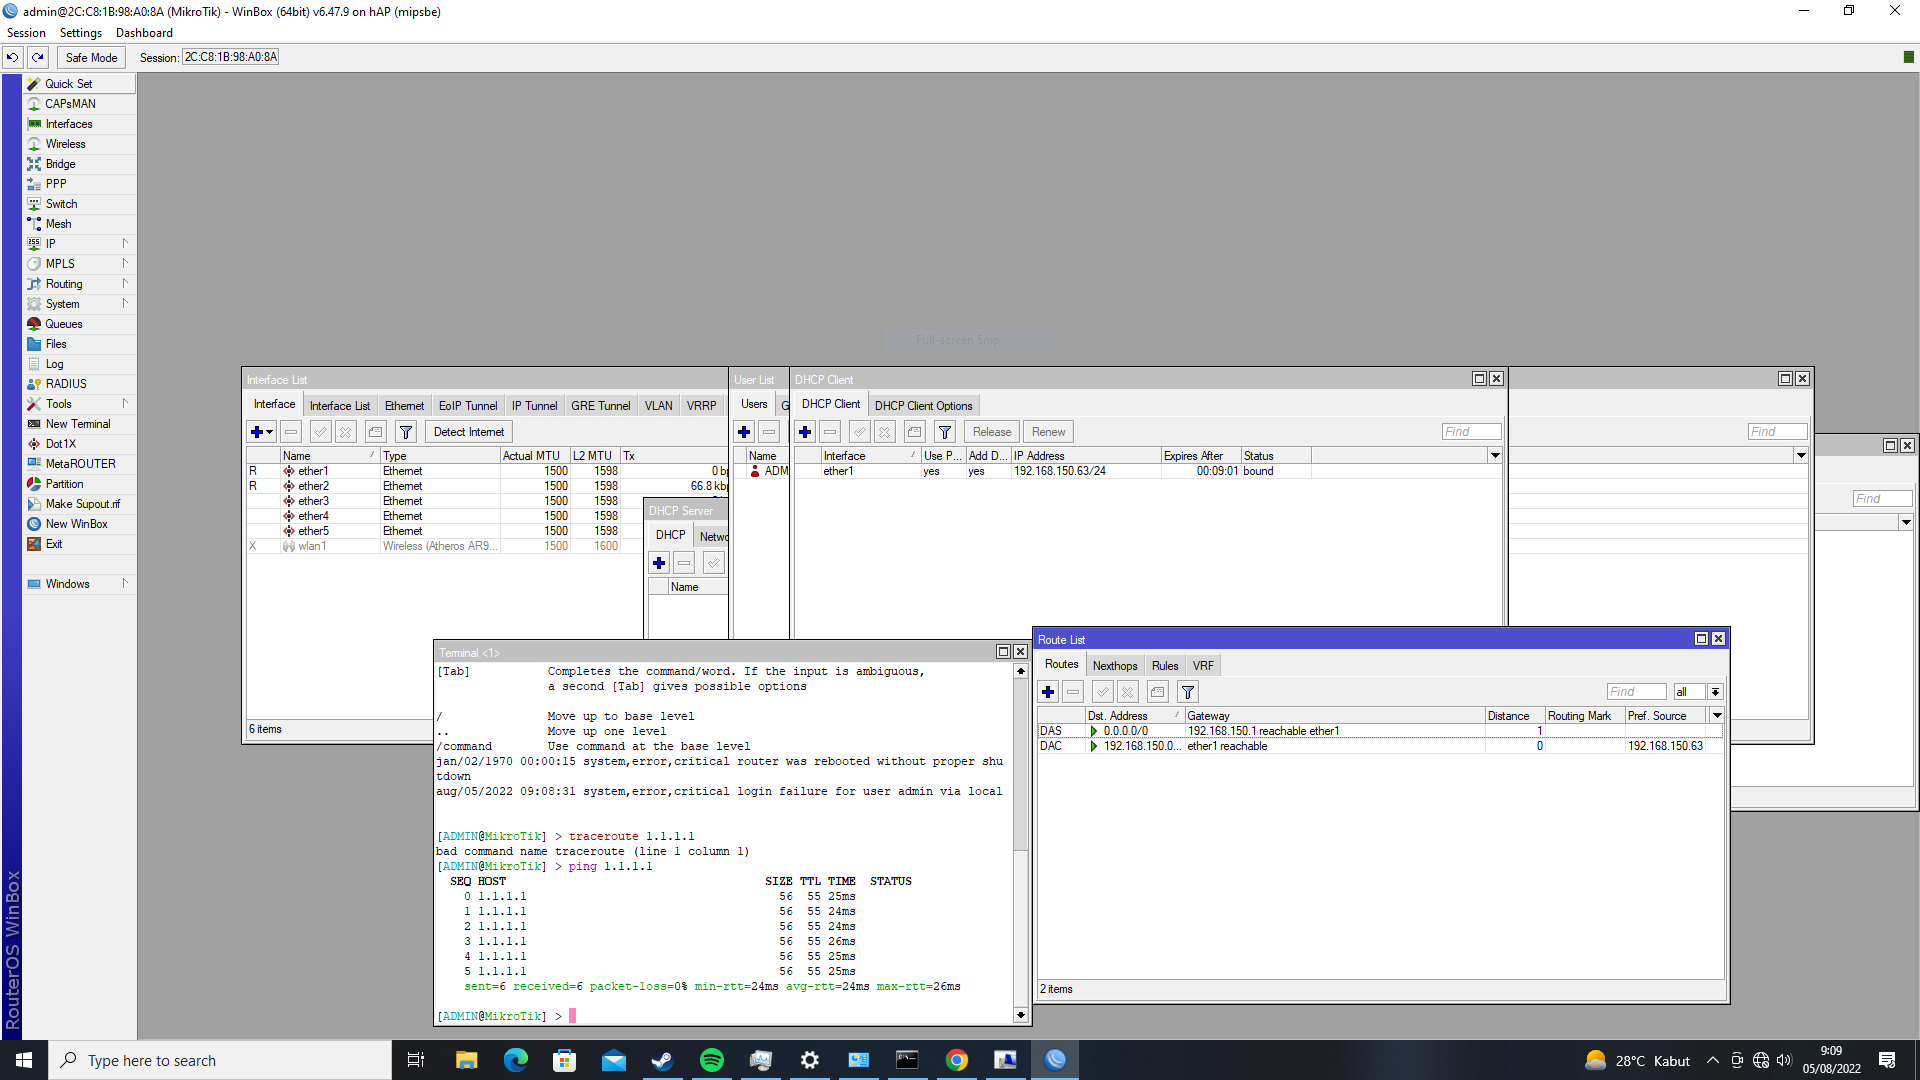 admin@2C:C8:1B:98:A0:8A (MikroTik) - WinBox (64bit) v6.47.9 on hAP (mipsbe)
Session Settings Dashboard
Safe Mode Session: 2C:C8:1B:98:A0:8A
Quick Set
CAPsMAN
Interfaces
Wireless
Bridge
PPP
Switch
Mesh
IP
MPLS
Routing
System
Queues
Files
Log
RADIUS
Tools
New Terminal
Dot1X
MetaROUTER
Partition
Make Supout.rif
New WinBox
Exit
Windows
RouterOS WinBox
Full-screen Snip
Interface List
Interface Interface List Ethernet EoIP Tunnel IP Tunnel GRE Tunnel VLAN VRRP
Detect Internet
Name Type Actual MTU L2 MTU Tx
R ether1 Ethernet 1500 1598 0 bp
R ether2 Ethernet 1500 1598 66.8 kbp
ether3 Ethernet 1500 1598
ether4 Ethernet 1500 1598
ether5 Ethernet 1500 1598
X wlan1 Wireless (Atheros AR9... 1500 1600
6 items
DHCP Server
DHCP Netwo
Name
User List
Users G
Name
ADM
DHCP Client
DHCP Client DHCP Client Options
Release Renew Find
Interface Use P... Add D... IP Address Expires After Status
ether1 yes yes 192.168.150.63/24 00:09:01 bound
Find
Find
Terminal <1>
[Tab] Completes the command/word. If the input is ambiguous,
a second [Tab] gives possible options
/ Move up to base level
.. Move up one level
/command Use command at the base level
jan/02/1970 00:00:15 system,error,critical router was rebooted without proper shu
tdown
aug/05/2022 09:08:31 system,error,critical login failure for user admin via local
[ADMIN@MikroTik] > traceroute 1.1.1.1
bad command name traceroute (line 1 column 1)
[ADMIN@MikroTik] > ping 1.1.1.1
SEQ HOST SIZE TTL TIME STATUS
0 1.1.1.1 56 55 25ms
1 1.1.1.1 56 55 24ms
2 1.1.1.1 56 55 24ms
3 1.1.1.1 56 55 26ms
4 1.1.1.1 56 55 25ms
5 1.1.1.1 56 55 25ms
sent=6 received=6 packet-loss=0% min-rtt=24ms avg-rtt=24ms max-rtt=26ms
[ADMIN@MikroTik] >
Route List
Routes Nexthops Rules VRF
Find all
Dst. Address Gateway Distance Routing Mark Pref. Source
DAS 0.0.0.0/0 192.168.150.1 reachable ether1 1
DAC 192.168.150.0... ether1 reachable 0 192.168.150.63
2 items
Type here to search
28°C Kabut
9:09
05/08/2022